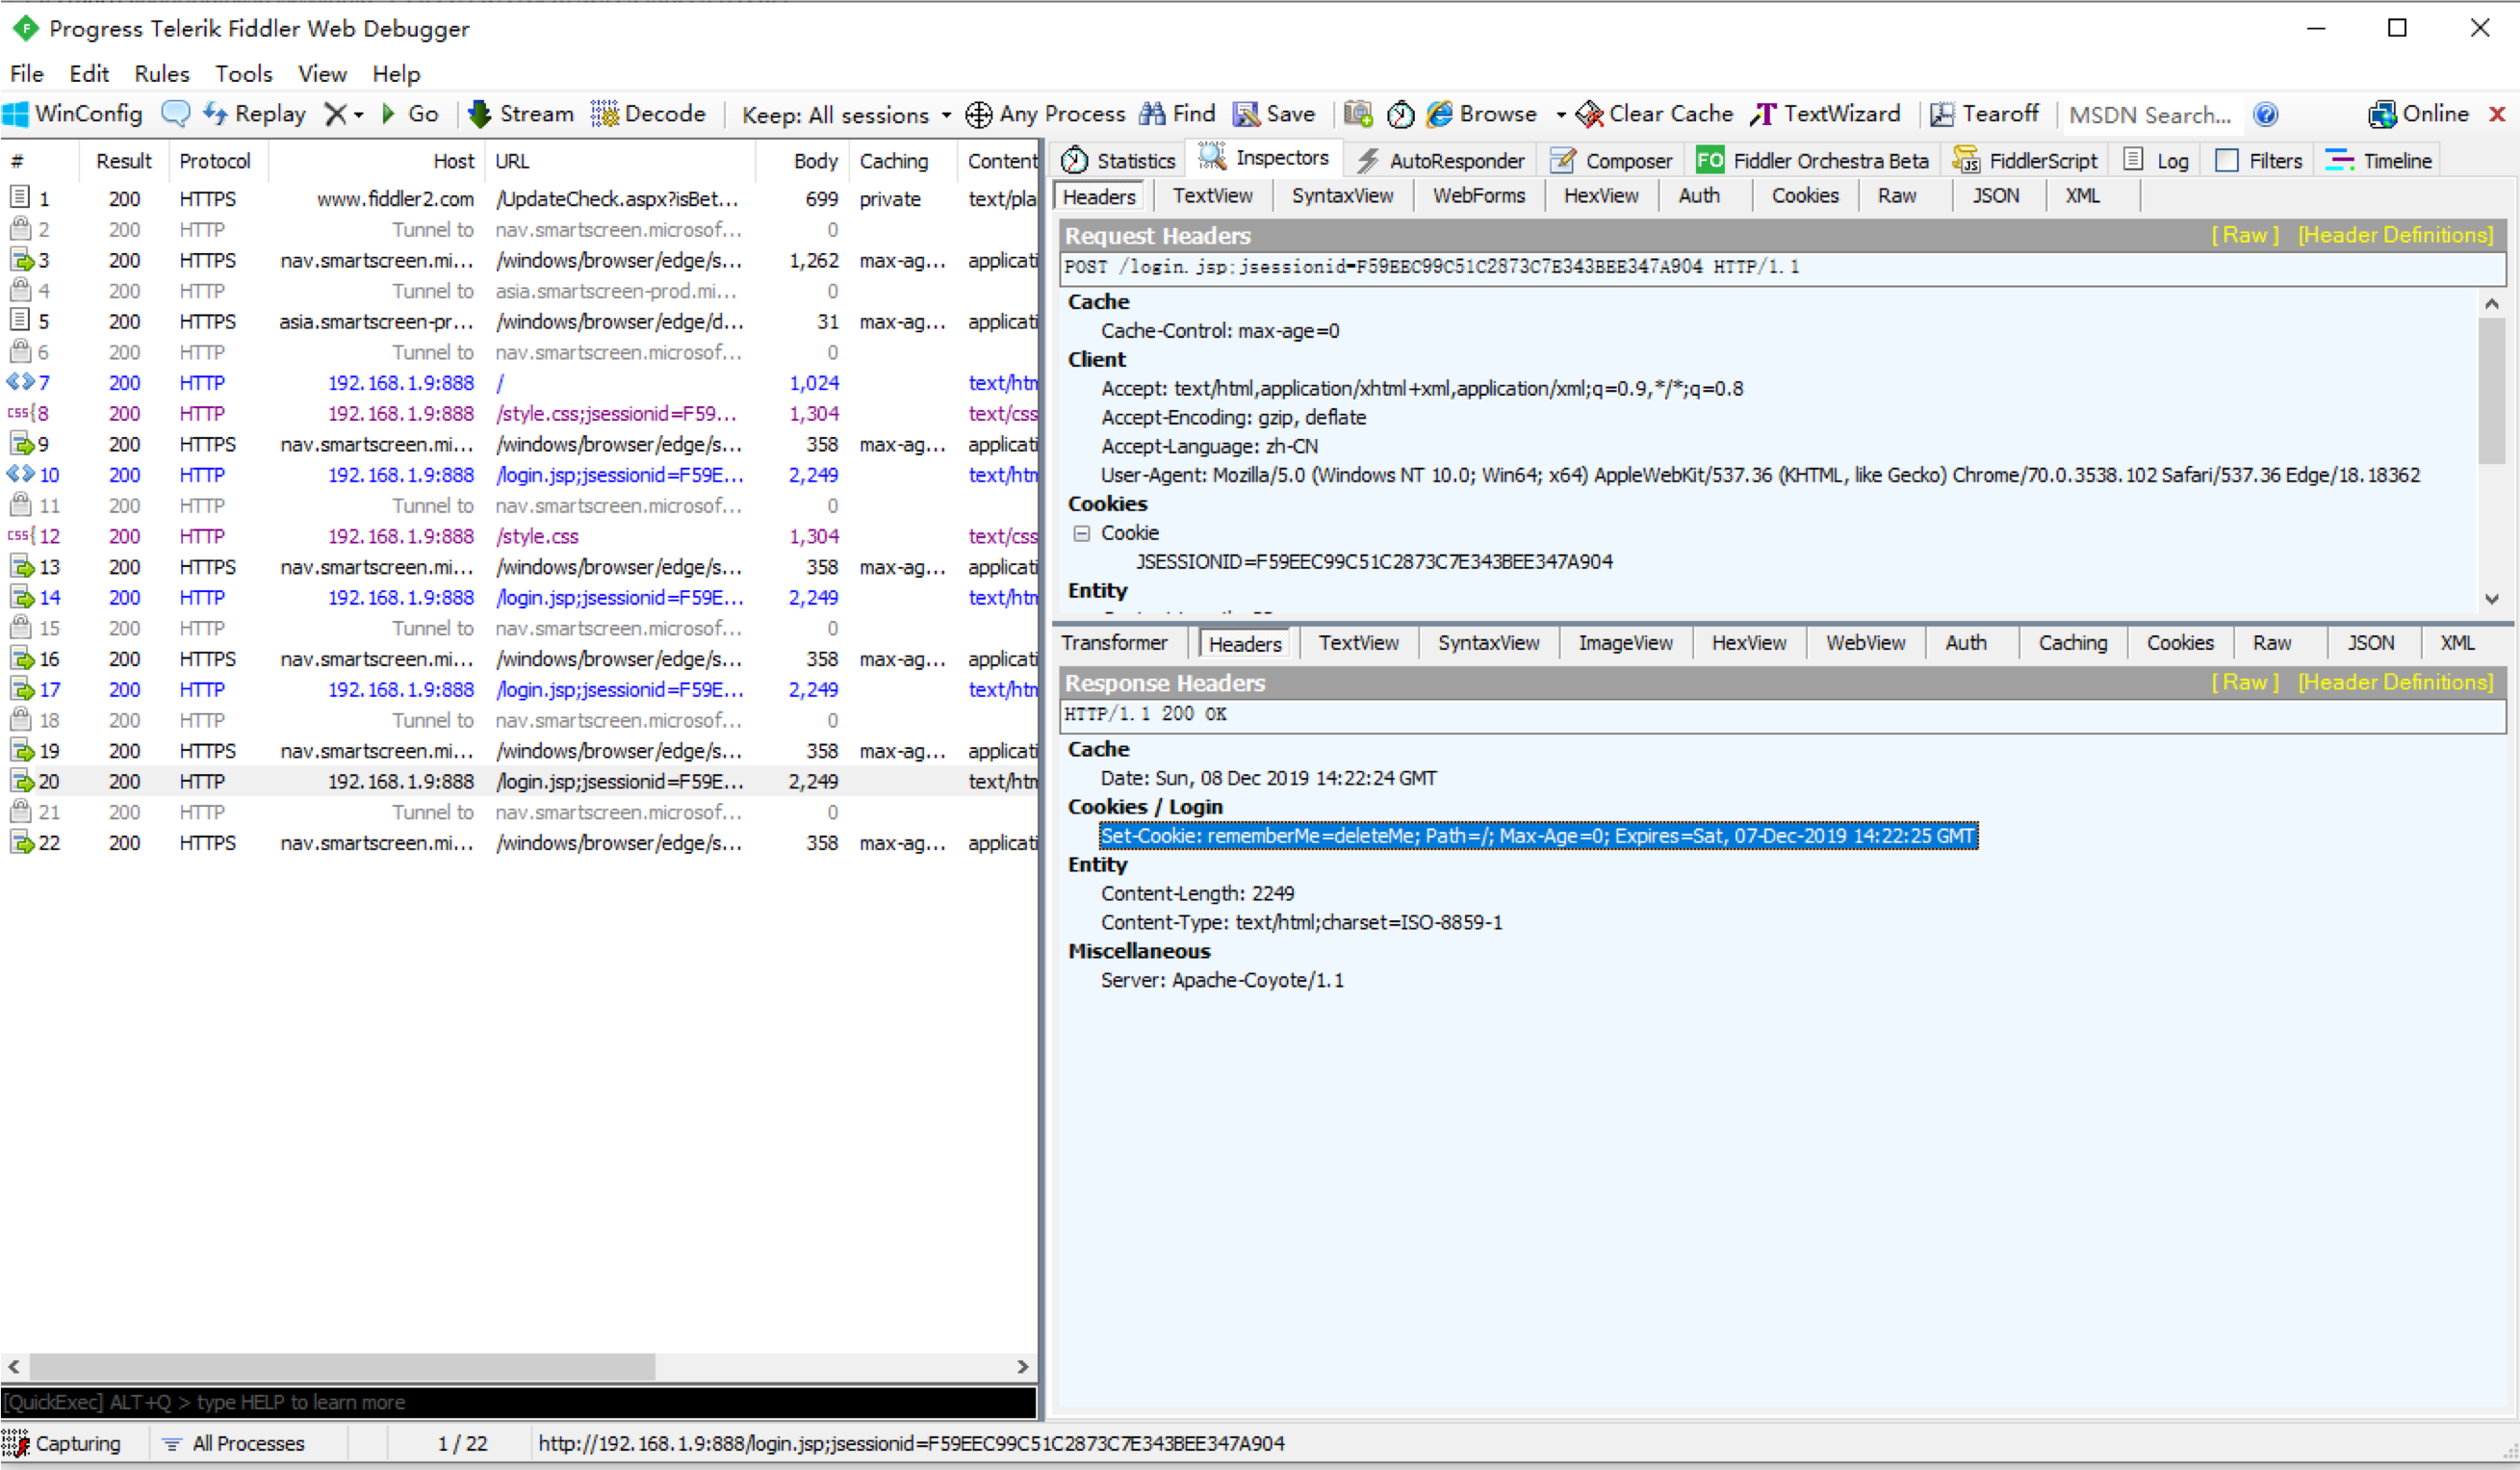 Progress Telerik Fiddler Web Debugger
File Edit Rules Tools View Help
WinConfig Replay Go Stream Decode Keep: All sessions Any Process Find Save Browse Clear Cache TextWizard Tearoff MSDN Search... Online
# Result Protocol Host URL Body Caching Content
1 200 HTTPS www.fiddler2.com /UpdateCheck.aspx?isBet... 699 private text/pla
2 200 HTTP Tunnel to nav.smartscreen.microsof... 0
3 200 HTTPS nav.smartscreen.mi... /windows/browser/edge/s... 1,262 max-ag... applicati
4 200 HTTP Tunnel to asia.smartscreen-prod.mi... 0
5 200 HTTPS asia.smartscreen-pr... /windows/browser/edge/d... 31 max-ag... applicati
6 200 HTTP Tunnel to nav.smartscreen.microsof... 0
7 200 HTTP 192.168.1.9:888 / 1,024 text/htm
8 200 HTTP 192.168.1.9:888 /style.css;jsessionid=F59... 1,304 text/css
9 200 HTTPS nav.smartscreen.mi... /windows/browser/edge/s... 358 max-ag... applicati
10 200 HTTP 192.168.1.9:888 /login.jsp;jsessionid=F59E... 2,249 text/htm
11 200 HTTP Tunnel to nav.smartscreen.microsof... 0
12 200 HTTP 192.168.1.9:888 /style.css 1,304 text/css
13 200 HTTPS nav.smartscreen.mi... /windows/browser/edge/s... 358 max-ag... applicati
14 200 HTTP 192.168.1.9:888 /login.jsp;jsessionid=F59E... 2,249 text/htm
15 200 HTTP Tunnel to nav.smartscreen.microsof... 0
16 200 HTTPS nav.smartscreen.mi... /windows/browser/edge/s... 358 max-ag... applicati
17 200 HTTP 192.168.1.9:888 /login.jsp;jsessionid=F59E... 2,249 text/htm
18 200 HTTP Tunnel to nav.smartscreen.microsof... 0
19 200 HTTPS nav.smartscreen.mi... /windows/browser/edge/s... 358 max-ag... applicati
20 200 HTTP 192.168.1.9:888 /login.jsp;jsessionid=F59E... 2,249 text/htm
21 200 HTTP Tunnel to nav.smartscreen.microsof... 0
22 200 HTTPS nav.smartscreen.mi... /windows/browser/edge/s... 358 max-ag... applicati
[QuickExec] ALT+Q > type HELP to learn more
Statistics Inspectors AutoResponder Composer FO Fiddler Orchestra Beta FiddlerScript Log Filters Timeline
Headers TextView SyntaxView WebForms HexView Auth Cookies Raw JSON XML
Request Headers [ Raw ] [Header Definitions]
POST /login.jsp;jsessionid=F59EEC99C51C2873C7E343BEE347A904 HTTP/1.1
Cache
Cache-Control: max-age=0
Client
Accept: text/html,application/xhtml+xml,application/xml;q=0.9,*/*;q=0.8
Accept-Encoding: gzip, deflate
Accept-Language: zh-CN
User-Agent: Mozilla/5.0 (Windows NT 10.0; Win64; x64) AppleWebKit/537.36 (KHTML, like Gecko) Chrome/70.0.3538.102 Safari/537.36 Edge/18.18362
Cookies
Cookie
JSESSIONID=F59EEC99C51C2873C7E343BEE347A904
Entity
Transformer Headers TextView SyntaxView ImageView HexView WebView Auth Caching Cookies Raw JSON XML
Response Headers [ Raw ] [Header Definitions]
HTTP/1.1 200 OK
Cache
Date: Sun, 08 Dec 2019 14:22:24 GMT
Cookies / Login
Set-Cookie: rememberMe=deleteMe; Path=/; Max-Age=0; Expires=Sat, 07-Dec-2019 14:22:25 GMT
Entity
Content-Length: 2249
Content-Type: text/html;charset=ISO-8859-1
Miscellaneous
Server: Apache-Coyote/1.1
Capturing All Processes 1 / 22 http://192.168.1.9:888/login.jsp;jsessionid=F59EEC99C51C2873C7E343BEE347A904